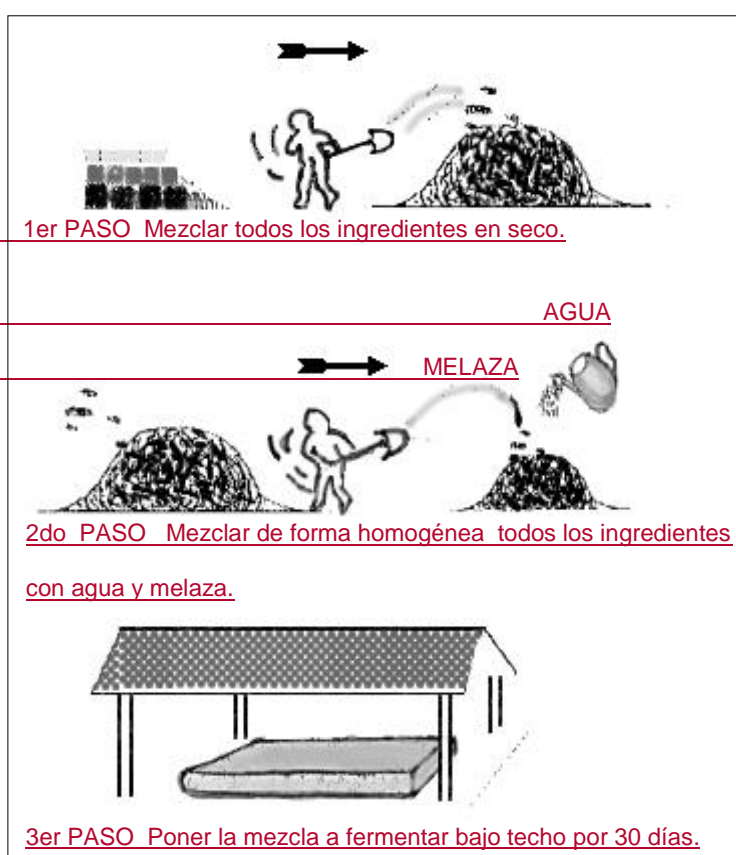 1er PASO  Mezclar todos los ingredientes en seco.
AGUA
MELAZA
2do  PASO   Mezclar de forma homogénea  todos los ingredientes
con agua y melaza.
3er PASO  Poner la mezcla a fermentar bajo techo por 30 días.